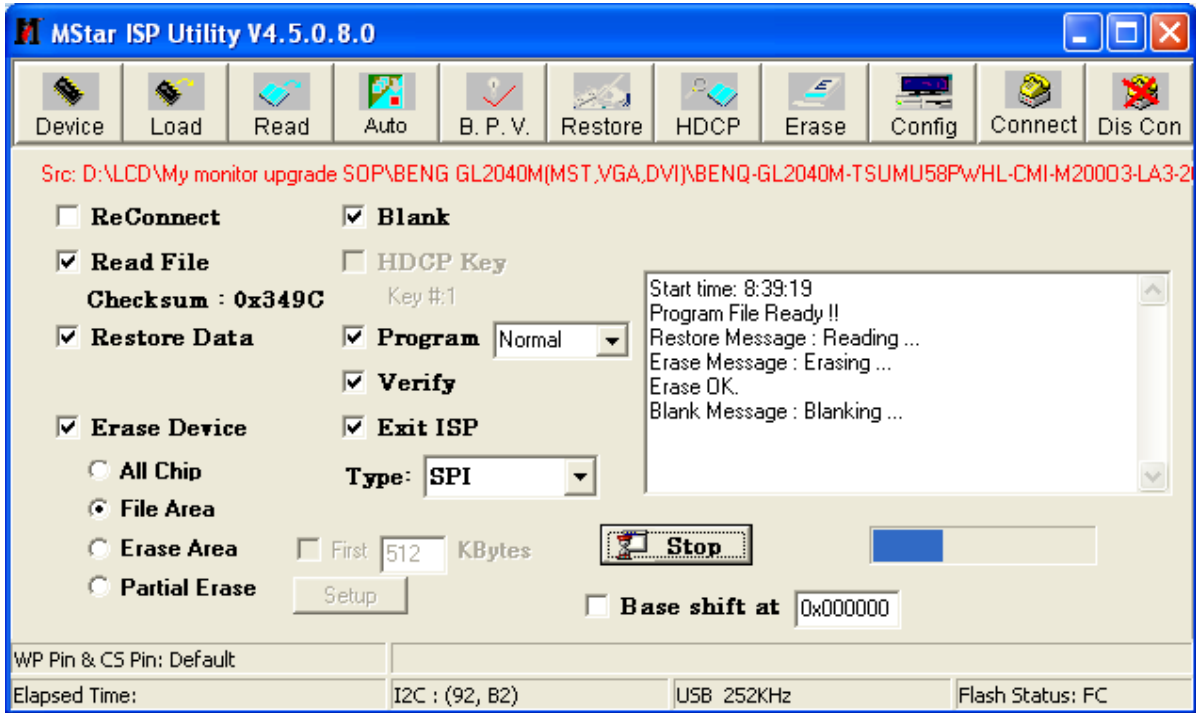 MStar ISP Utility V4.5.0.8.0
Device Load Read Auto B. P. V. Restore HDCP Erase Config Connect Dis Con
Src: D:\LCD\My monitor upgrade SOP\BENG GL2040M(MST,VGA,DVI)\BENQ-GL2040M-TSUMU58PWHL-CMI-M200O3-LA3-20
ReConnect Blank
Read File HDCP Key
Checksum : 0x349C Key #:1
Restore Data Program Normal
Verify
Erase Device Exit ISP
All Chip Type: SPI
File Area
Erase Area First 512 KBytes
Partial Erase Setup
Start time: 8:39:19
Program File Ready !!
Restore Message : Reading ...
Erase Message : Erasing ...
Erase OK.
Blank Message : Blanking ...
Stop
Base shift at 0x000000
WP Pin & CS Pin: Default
Elapsed Time: I2C : (92, B2) USB 252KHz Flash Status: FC